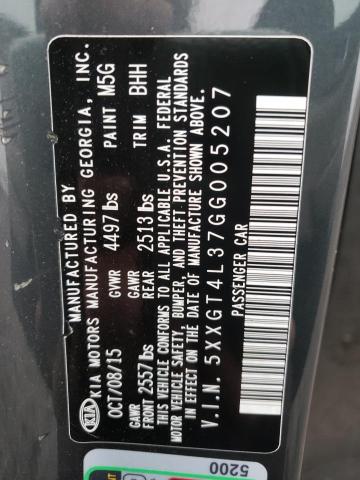 MANUFACTURED BY
KIA KIA MOTORS MANUFACTURING GEORGIA, INC.
OCT/08/15 GVWR 4497 lbs PAINT M5G
GAWR FRONT 2557 lbs GAWR REAR 2513 lbs TRIM BHH
THIS VEHICLE CONFORMS TO ALL APPLICABLE U.S.A. FEDERAL
MOTOR VEHICLE SAFETY, BUMPER, AND THEFT PREVENTION STANDARDS
IN EFFECT ON THE DATE OF MANUFACTURE SHOWN ABOVE.
V.I.N. 5XXGT4L37GG005207
PASSENGER CAR
5200